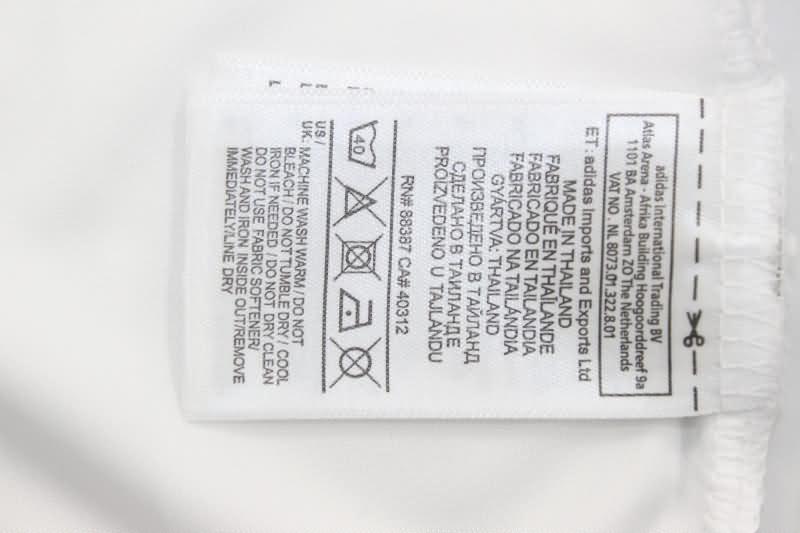 adidas International Trading BV
Atlas Arena - Afrika Building Hoogoorddreef 9a
1101 BA Amsterdam ZO The Netherlands
VAT NO . NL 8073.01.322.8.01
ET : adidas Imports and Exports Ltd
MADE IN THAILAND
FABRIQUÉ EN THAÏLANDE
FABRICADO EN TAILANDIA
FABRICADO NA TAILÂNDIA
GYÁRTVA: THAILAND
ПРОИЗВЕДЕНО В ТАЙЛАНД
СДЕЛАНО В ТАИЛАНДЕ
PROIZVEDENO U TAJLANDU
RN# 88387 CA# 40312
40
US /
UK: MACHINE WASH WARM / DO NOT
BLEACH / DO NOT TUMBLE DRY / COOL
IRON IF NEEDED / DO NOT DRY CLEAN
DO NOT USE FABRIC SOFTENER/
WASH AND IRON INSIDE OUT/REMOVE
IMMEDIATELY/LINE DRY